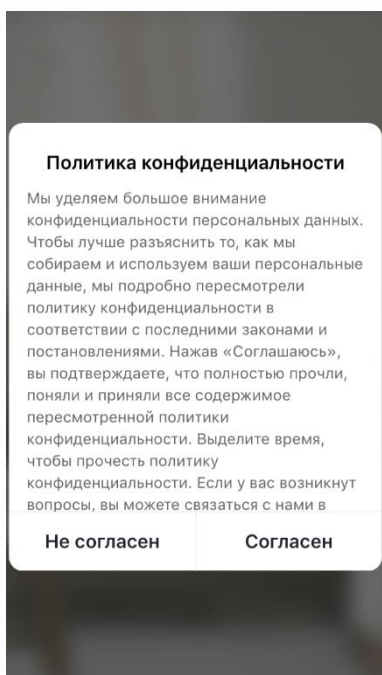 Политика конфиденциальности
Мы уделяем большое внимание
конфиденциальности персональных данных.
Чтобы лучше разъяснить то, как мы
собираем и используем ваши персональные
данные, мы подробно пересмотрели
политику конфиденциальности в
соответствии с последними законами и
постановлениями. Нажав «Соглашаюсь»,
вы подтверждаете, что полностью прочли,
поняли и приняли все содержимое
пересмотренной политики
конфиденциальности. Выделите время,
чтобы прочесть политику
конфиденциальности. Если у вас возникнут
вопросы, вы можете связаться с нами в
Не согласен
Согласен